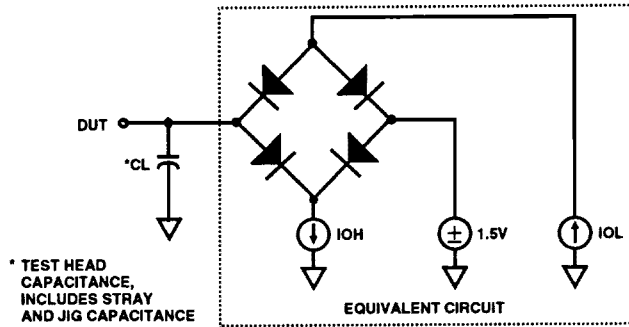 DUT
*CL
IOH
± 1.5V
IOL
* TEST HEAD
CAPACITANCE,
INCLUDES STRAY
AND JIG CAPACITANCE
EQUIVALENT CIRCUIT